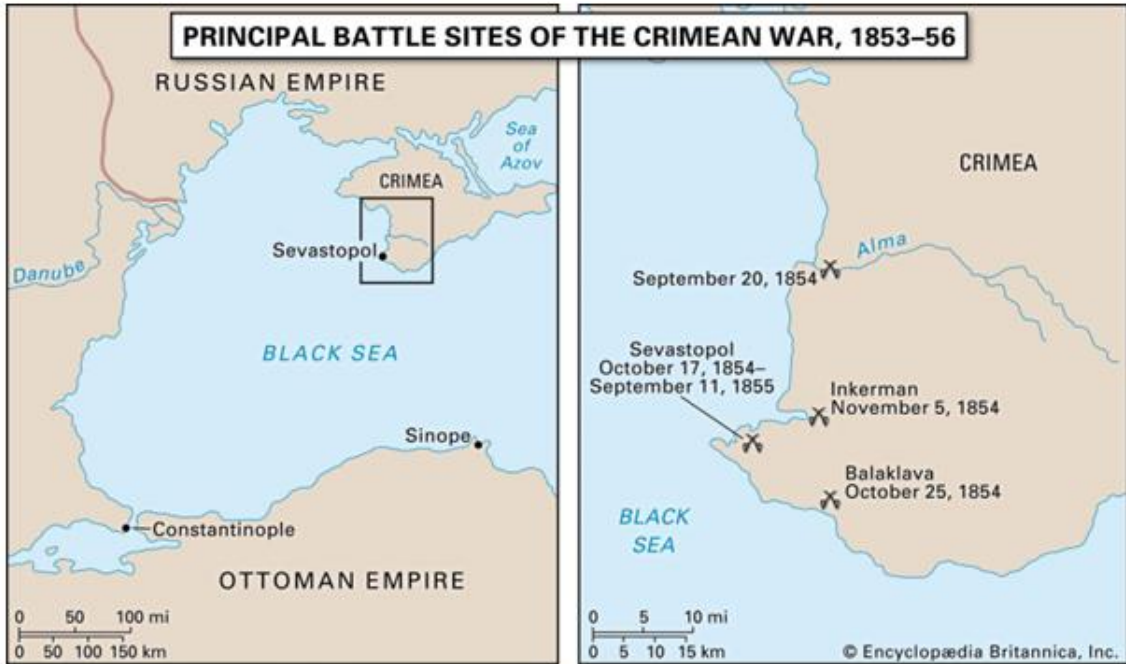 PRINCIPAL BATTLE SITES OF THE CRIMEAN WAR, 1853–56
RUSSIAN EMPIRE
Sea
of
Azov
CRIMEA
Sevastopol
Danube
BLACK SEA
Sinope
Constantinople
OTTOMAN EMPIRE
0 50 100 mi
0 50 100 150 km
CRIMEA
Alma
September 20, 1854
Sevastopol
October 17, 1854–
September 11, 1855
Inkerman
November 5, 1854
Balaklava
October 25, 1854
BLACK
SEA
0 5 10 mi
0 5 10 15 km
© Encyclopædia Britannica, Inc.